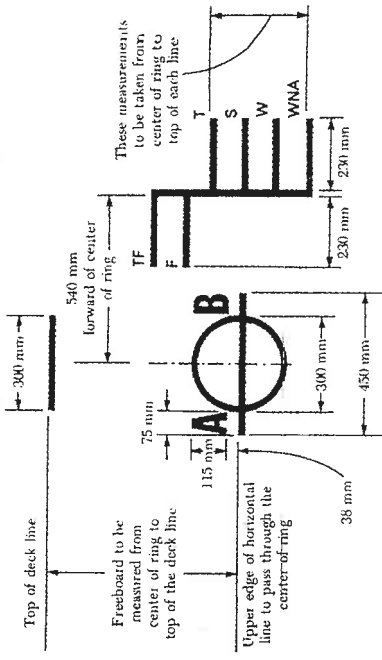 Top of deck line
300 mm
540 mm
forward of center
of ring
Freeboard to be
measured from
center of ring to
top of the deck line
TF
F
T
S
W
WNA
These measurements
to be taken from
center of ring to
top of each line
230 mm
230 mm
75 mm
115 mm
A
B
300 mm
450 mm
38 mm
Upper edge of horizontal
line to pass through the
center-of-ring